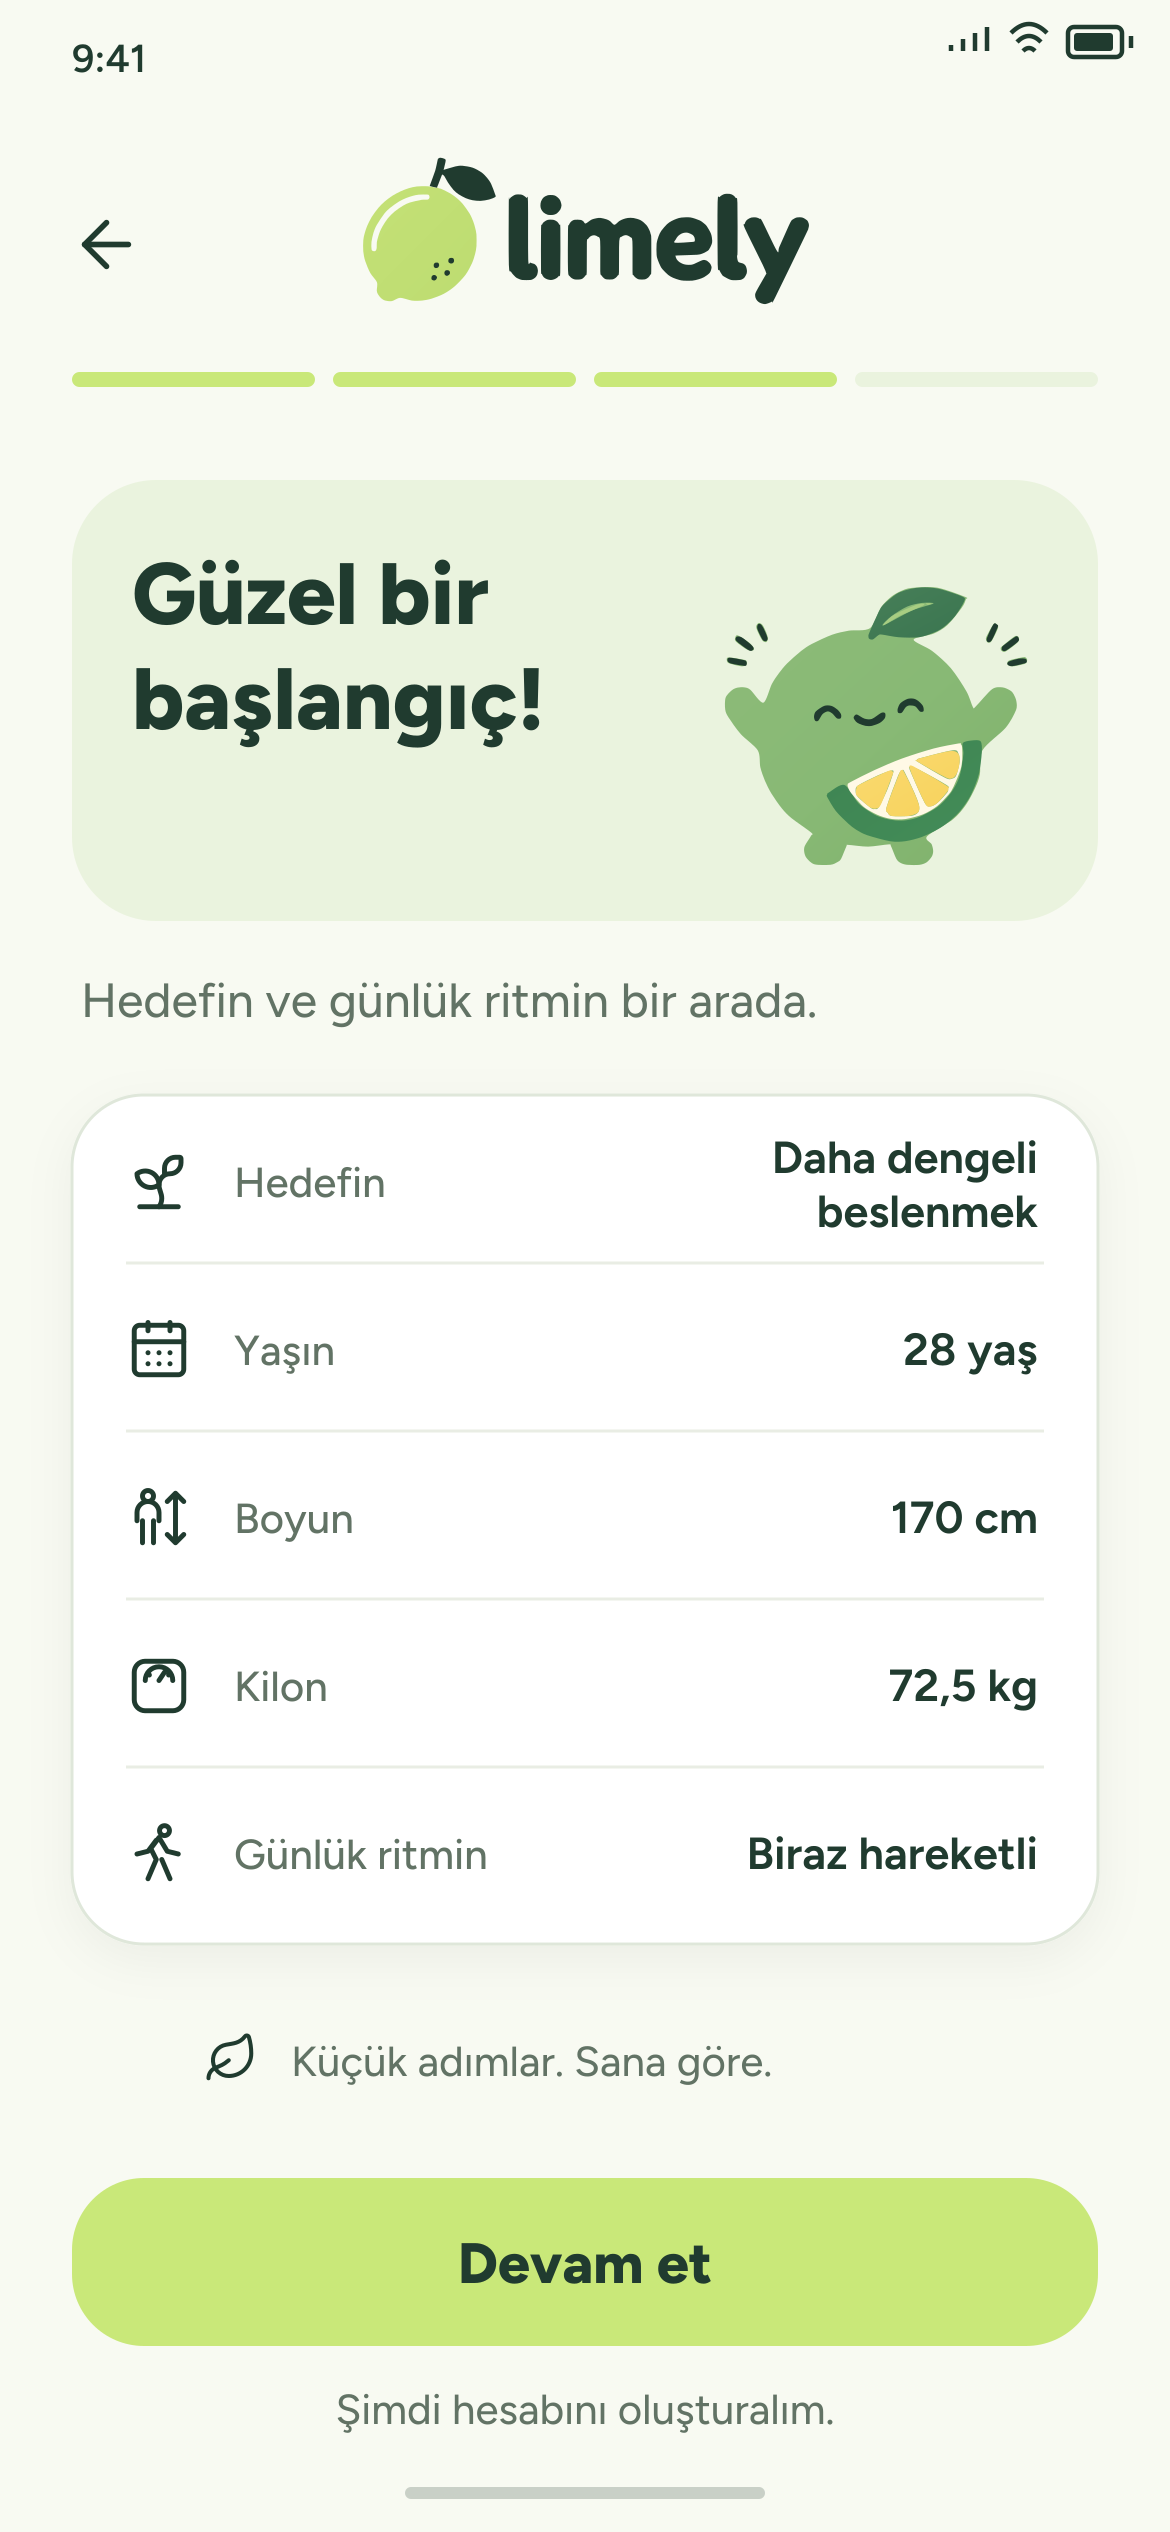 9:41
limely
Güzel bir
başlangıç!
Hedefin ve günlük ritmin bir arada.
Hedefin
Daha dengeli
beslenmek
Yaşın
28 yaş
Boyun
170 cm
Kilon
72,5 kg
Günlük ritmin
Biraz hareketli
Küçük adımlar. Sana göre.
Devam et
Şimdi hesabını oluşturalım.